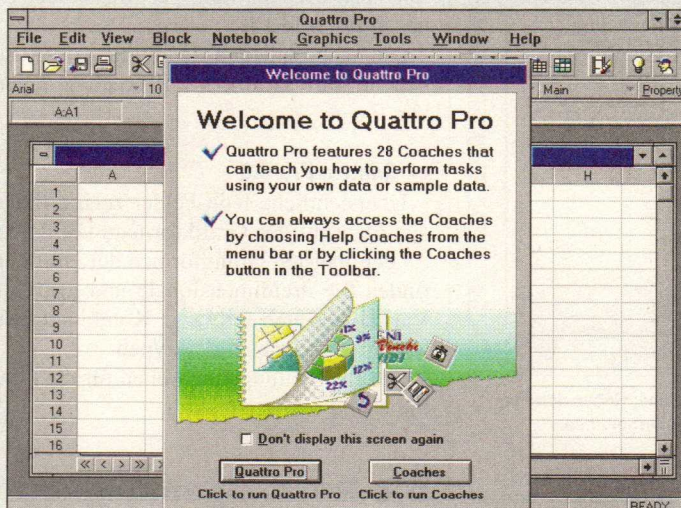 Quattro Pro
File Edit View Block Notebook Graphics Tools Window Help
Welcome to Quattro Pro
Arial 10 Main Property
A:A1
Welcome to Quattro Pro
Quattro Pro features 28 Coaches that
can teach you how to perform tasks
using your own data or sample data.
You can always access the Coaches
by choosing Help Coaches from the
menu bar or by clicking the Coaches
button in the Toolbar.
A H
1
2
3
4
5
6
7
8
9
10
11
12
13
14
15
16
9%
12%
22%
Don't display this screen again
Quattro Pro Coaches
Click to run Quattro Pro Click to run Coaches
READY